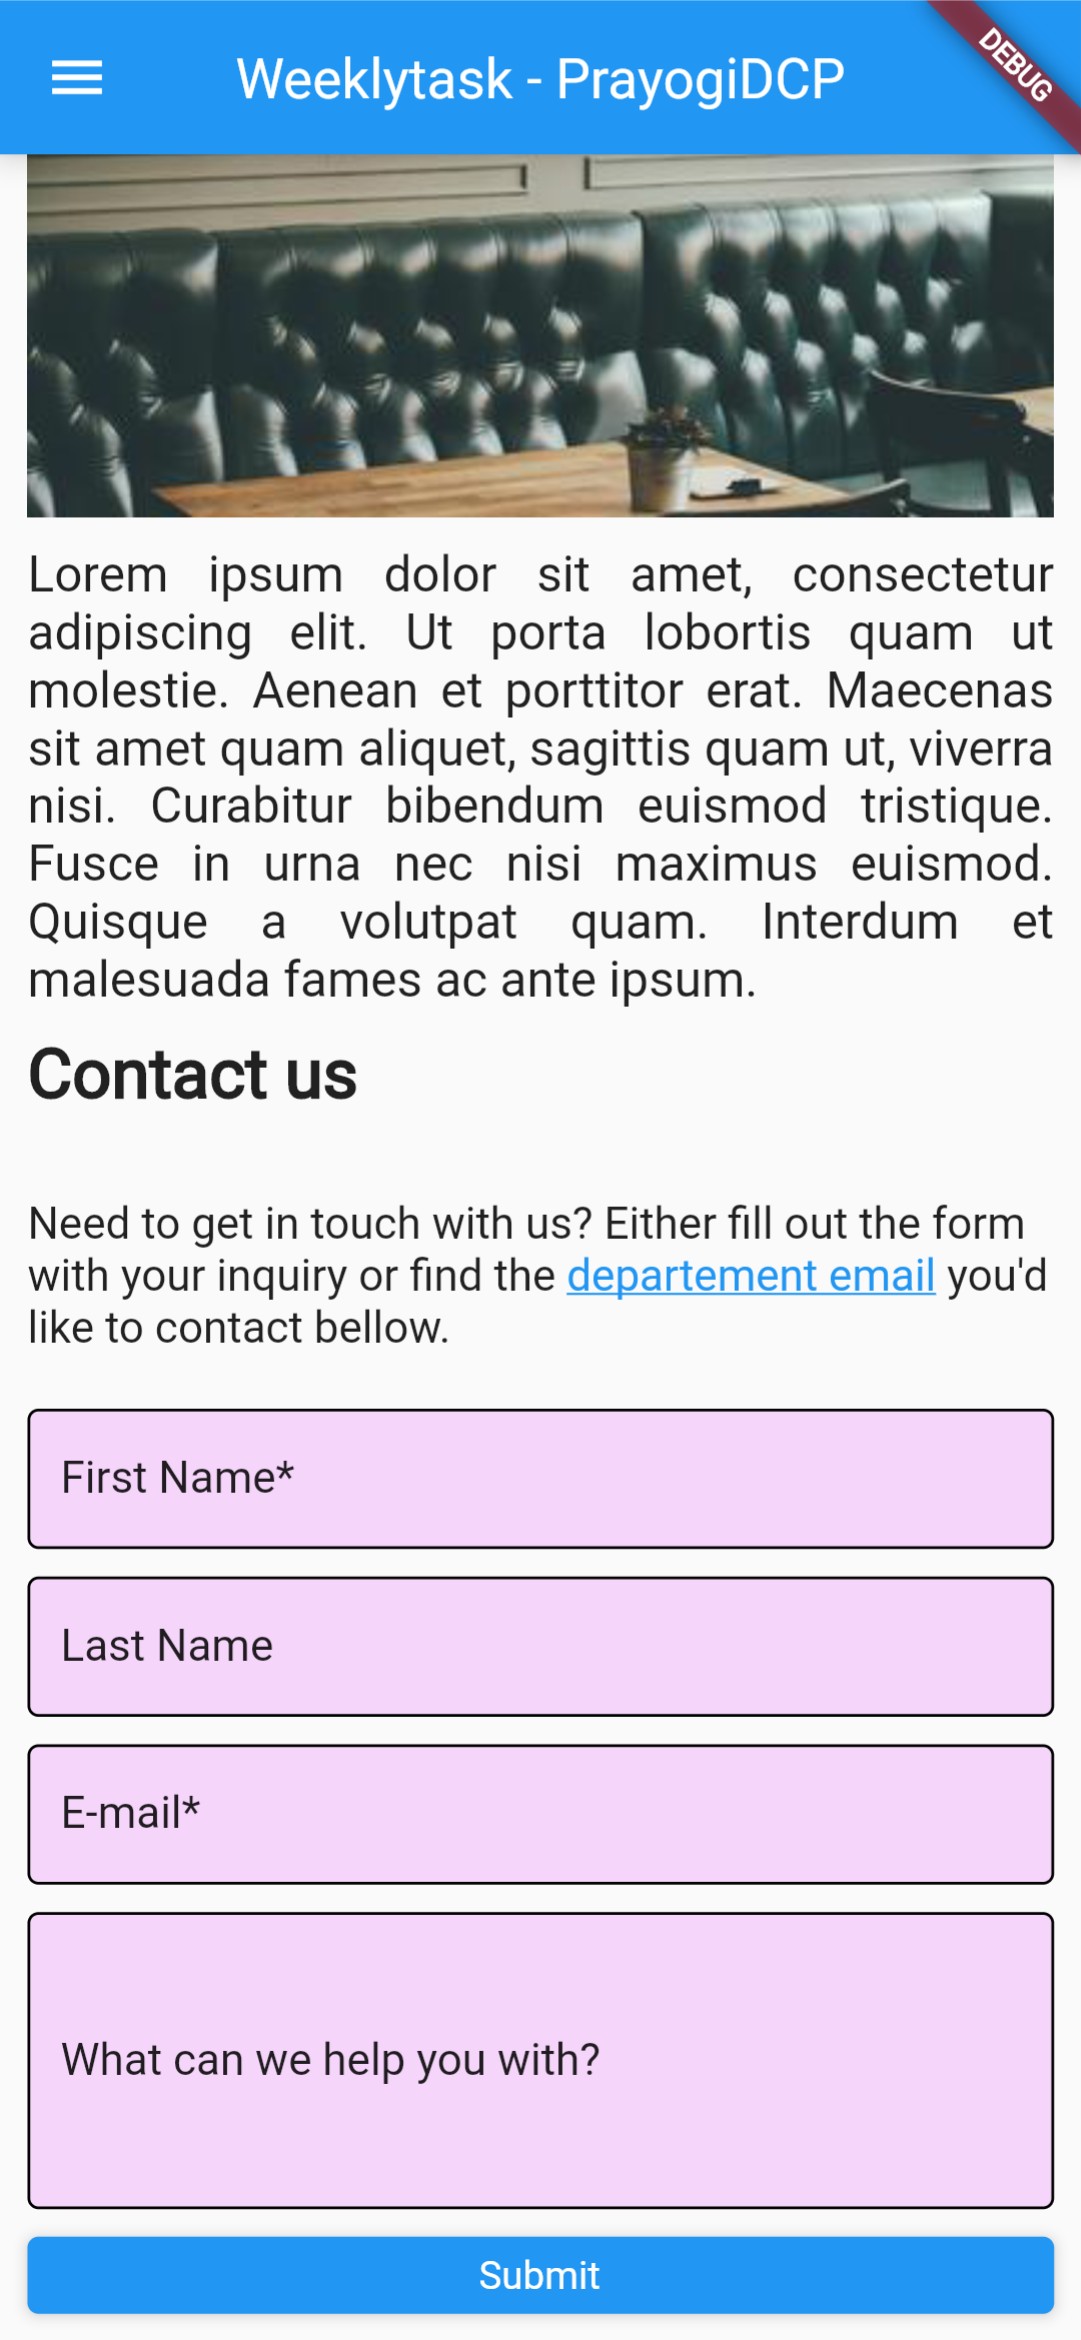 Weeklytask - PrayogiDCP
DEBUG
Lorem ipsum dolor sit amet, consectetur
adipiscing elit. Ut porta lobortis quam ut
molestie. Aenean et porttitor erat. Maecenas
sit amet quam aliquet, sagittis quam ut, viverra
nisi. Curabitur bibendum euismod tristique.
Fusce in urna nec nisi maximus euismod.
Quisque a volutpat quam. Interdum et
malesuada fames ac ante ipsum.
Contact us
Need to get in touch with us? Either fill out the form
with your inquiry or find the departement email you'd
like to contact bellow.
First Name*
Last Name
E-mail*
What can we help you with?
Submit